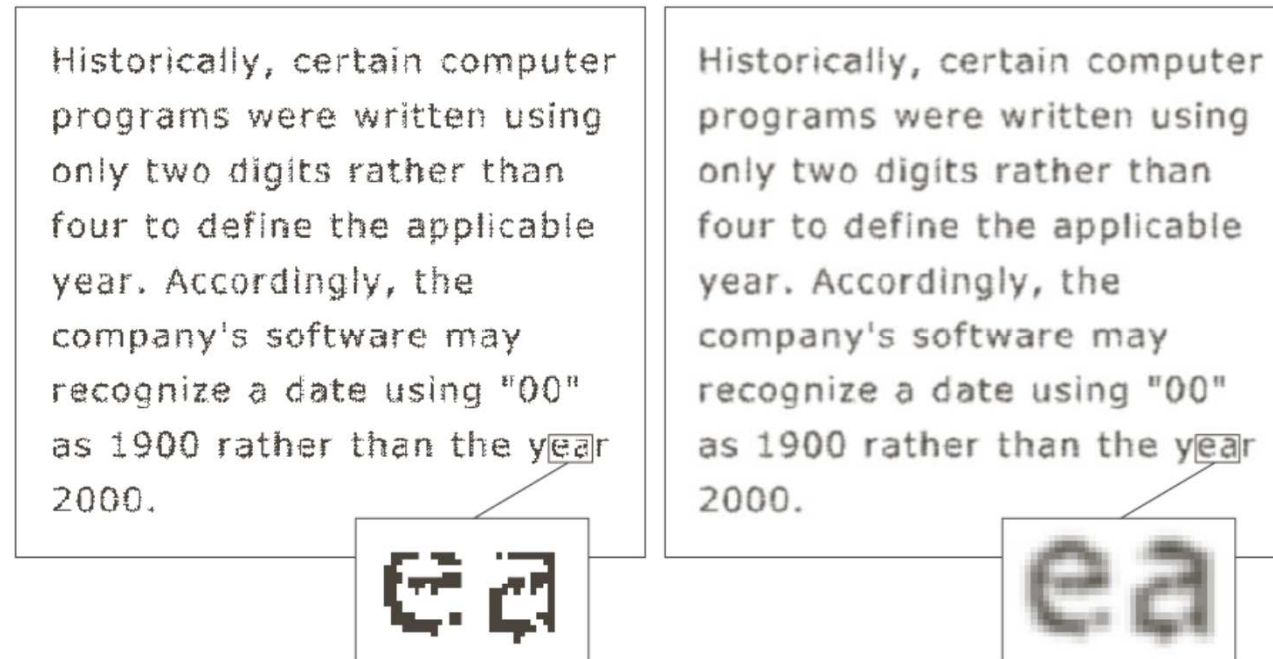 Historically, certain computer
programs were written using
only two digits rather than
four to define the applicable
year. Accordingly, the
company's software may
recognize a date using "00"
as 1900 rather than the year
2000.
ea
Historically, certain computer
programs were written using
only two digits rather than
four to define the applicable
year. Accordingly, the
company's software may
recognize a date using "00"
as 1900 rather than the year
2000.
ea